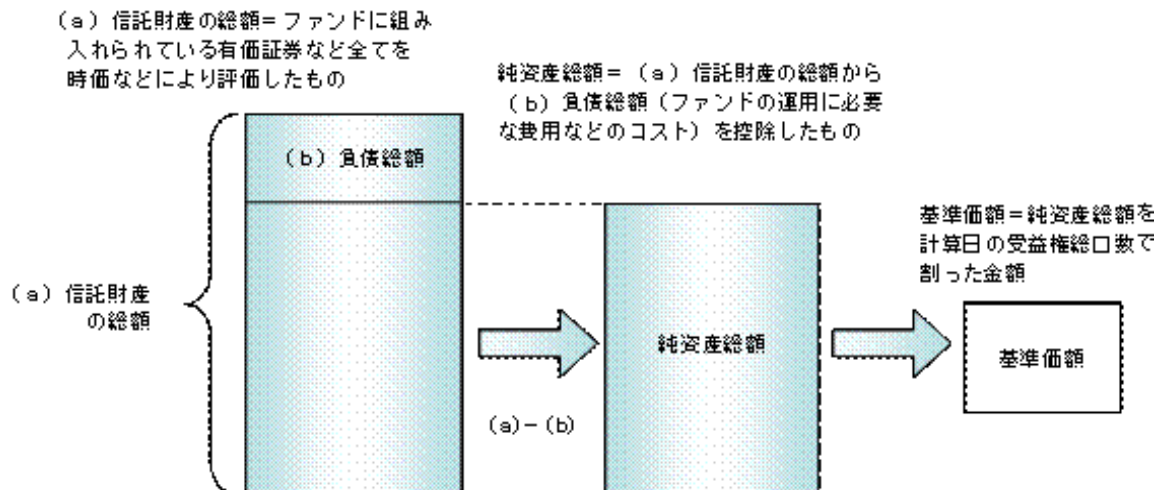 （a）信託財産の総額＝ファンドに組み
入れられている有価証券など全てを
時価などにより評価したもの
純資産総額＝（a）信託財産の総額から
（b）負債総額（ファンドの運用に必要
な費用などのコスト）を控除したもの
（b）負債総額
基準価額＝純資産総額を
計算日の受益権総口数で
割った金額
（a）信託財産
の総額
純資産総額
基準価額
（a）－（b）